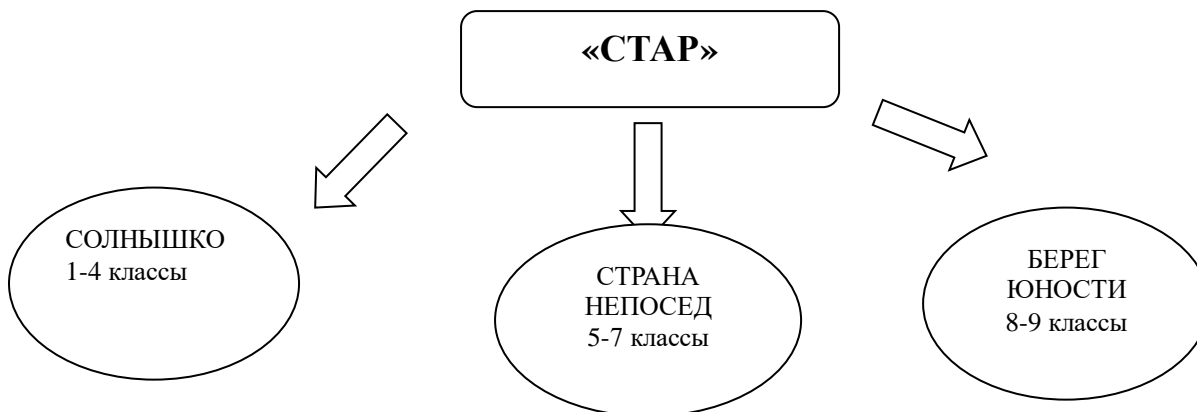 «СТАР»
СОЛНЫШКО
1-4 классы
СТРАНА
НЕПОСЕД
5-7 классы
БЕРЕГ
ЮНОСТИ
8-9 классы